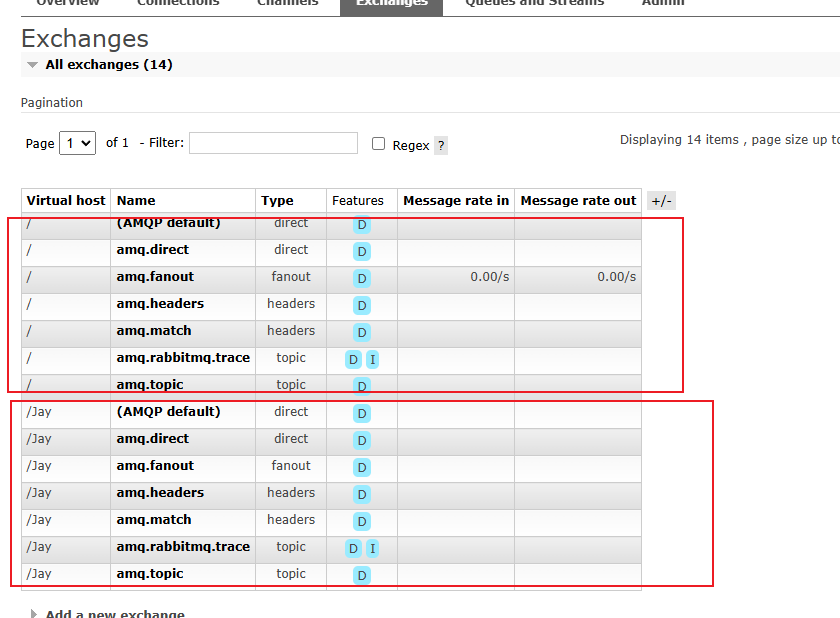 Overview Connections Channels Exchanges Queues and Streams Admin
Exchanges
All exchanges (14)
Pagination
Page 1 of 1 - Filter: Regex ? Displaying 14 items , page size up to
Virtual host Name Type Features Message rate in Message rate out +/-
/ (AMQP default) direct D
/ amq.direct direct D
/ amq.fanout fanout D 0.00/s 0.00/s
/ amq.headers headers D
/ amq.match headers D
/ amq.rabbitmq.trace topic D I
/ amq.topic topic D
/Jay (AMQP default) direct D
/Jay amq.direct direct D
/Jay amq.fanout fanout D
/Jay amq.headers headers D
/Jay amq.match headers D
/Jay amq.rabbitmq.trace topic D I
/Jay amq.topic topic D
Add a new exchange